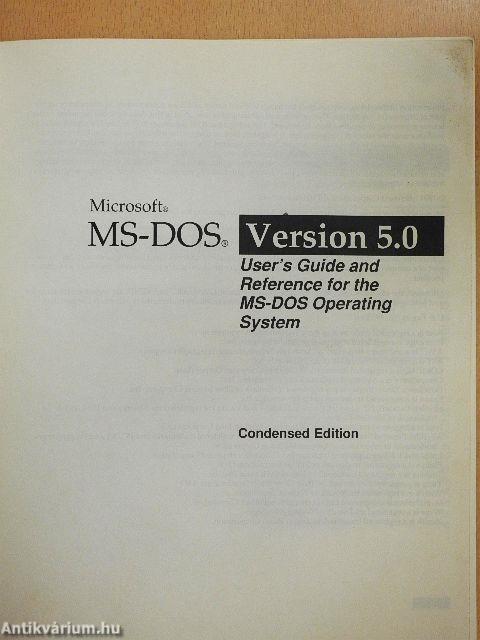 Microsoft®
MS-DOS® Version 5.0
User's Guide and
Reference for the
MS-DOS Operating
System
Condensed Edition
Antikvárium.hu